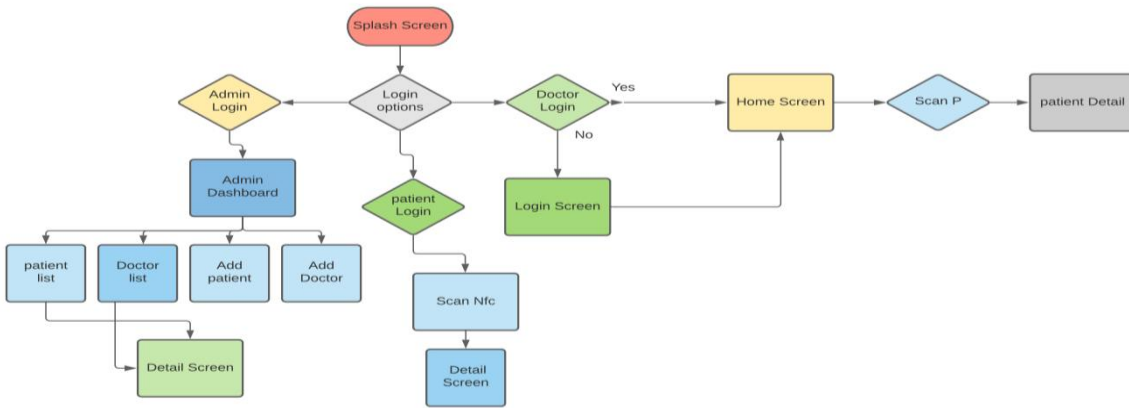 Splash Screen
Admin
Login
Login
options
Doctor
Login
Yes
Home Screen
Scan P
patient Detail
No
Admin
Dashboard
patient
Login
Login Screen
patient
list
Doctor
list
Add
patient
Add
Doctor
Scan Nfc
Detail Screen
Detail
Screen